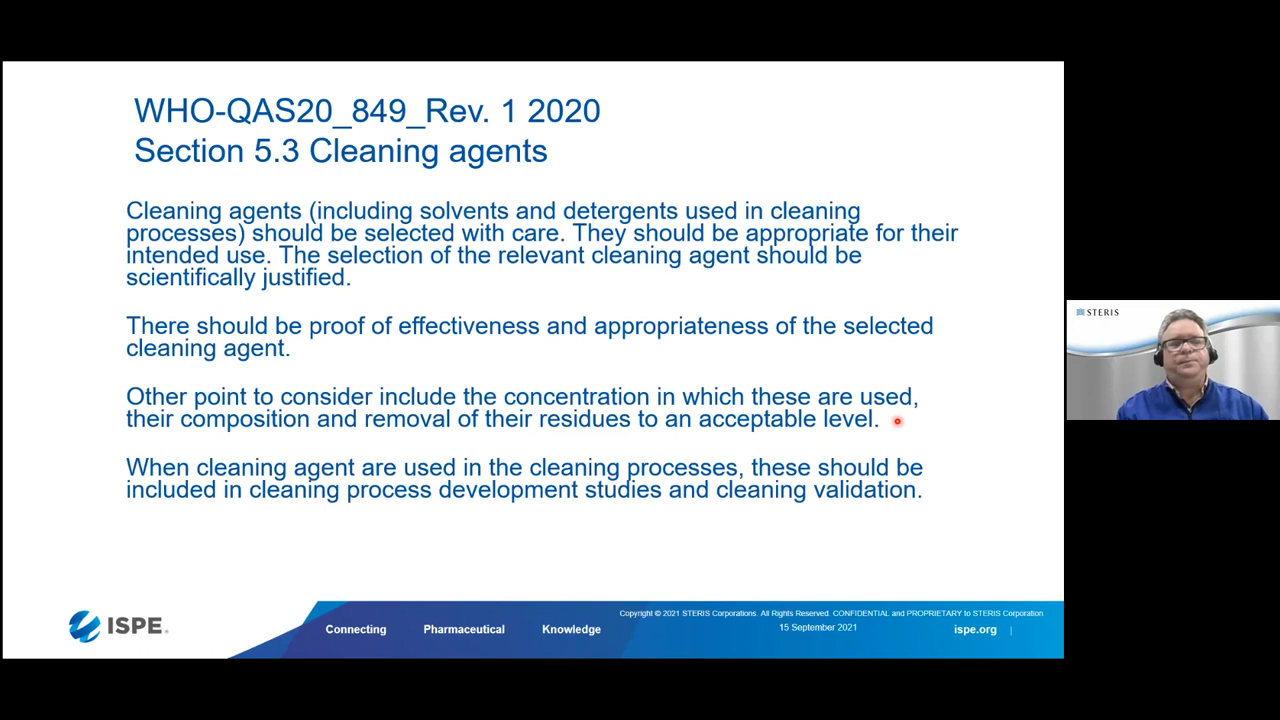 WHO-QAS20_849_Rev. 1 2020
Section 5.3 Cleaning agents
Cleaning agents (including solvents and detergents used in cleaning
processes) should be selected with care. They should be appropriate for their
intended use. The selection of the relevant cleaning agent should be
scientifically justified.
There should be proof of effectiveness and appropriateness of the selected
cleaning agent.
Other point to consider include the concentration in which these are used,
their composition and removal of their residues to an acceptable level.
When cleaning agent are used in the cleaning processes, these should be
included in cleaning process development studies and cleaning validation.
STERIS
ISPE
Connecting Pharmaceutical Knowledge
Copyright © 2021 STERIS Corporations. All Rights Reserved. CONFIDENTIAL and PROPRIETARY to STERIS Corporation
15 September 2021
ispe.org |